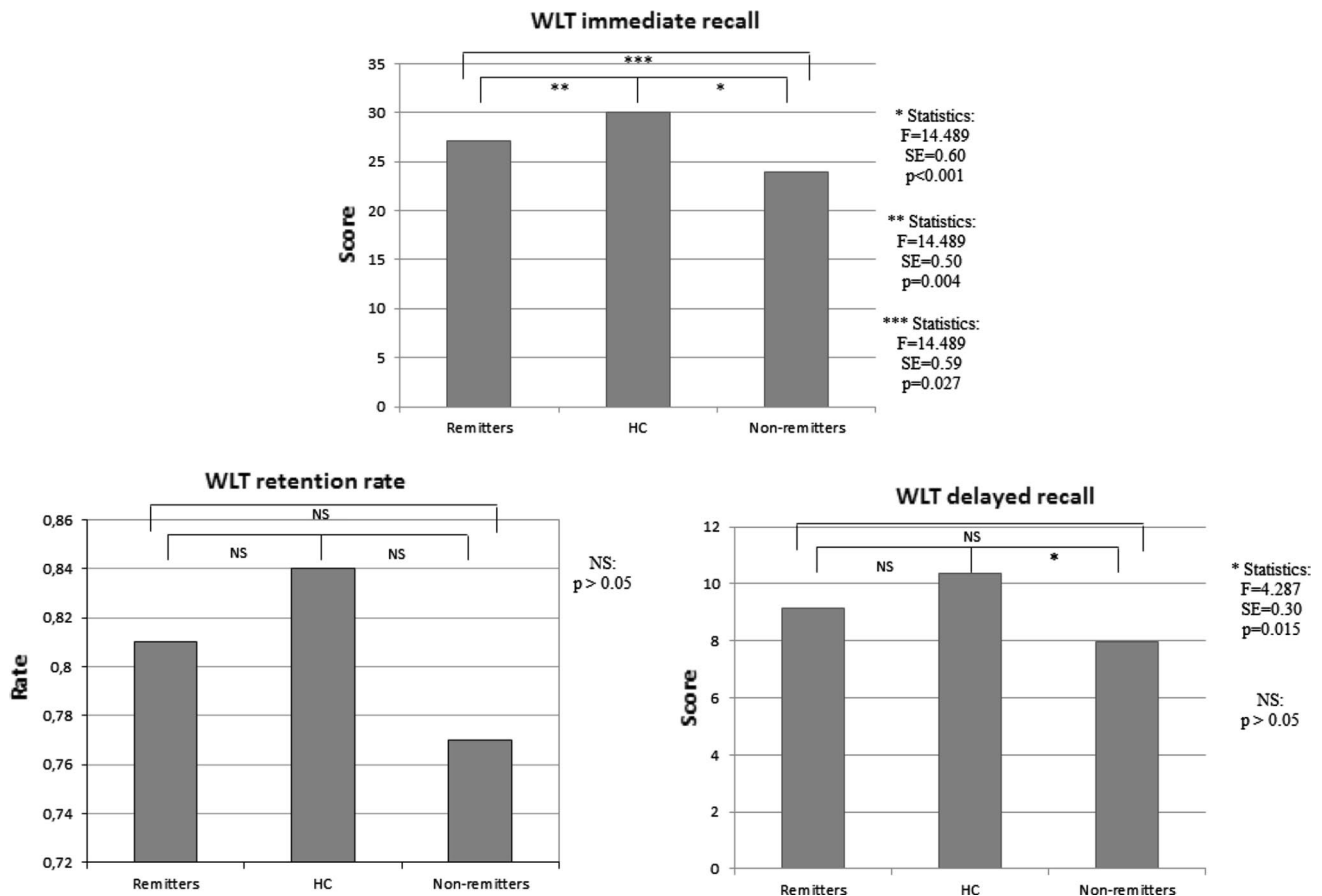 WLT immediate recall
***
** *
35
30
25
20
15
10
5
0
Score
Remitters HC Non-remitters
* Statistics:
F=14.489
SE=0.60
p<0.001
** Statistics:
F=14.489
SE=0.50
p=0.004
*** Statistics:
F=14.489
SE=0.59
p=0.027
WLT retention rate
NS
NS NS
0,86
0,84
0,82
0,8
0,78
0,76
0,74
0,72
Rate
Remitters HC Non-remitters
NS:
p > 0.05
WLT delayed recall
NS
NS *
12
10
8
6
4
2
0
Score
Remitters HC Non-remitters
* Statistics:
F=4.287
SE=0.30
p=0.015
NS:
p > 0.05